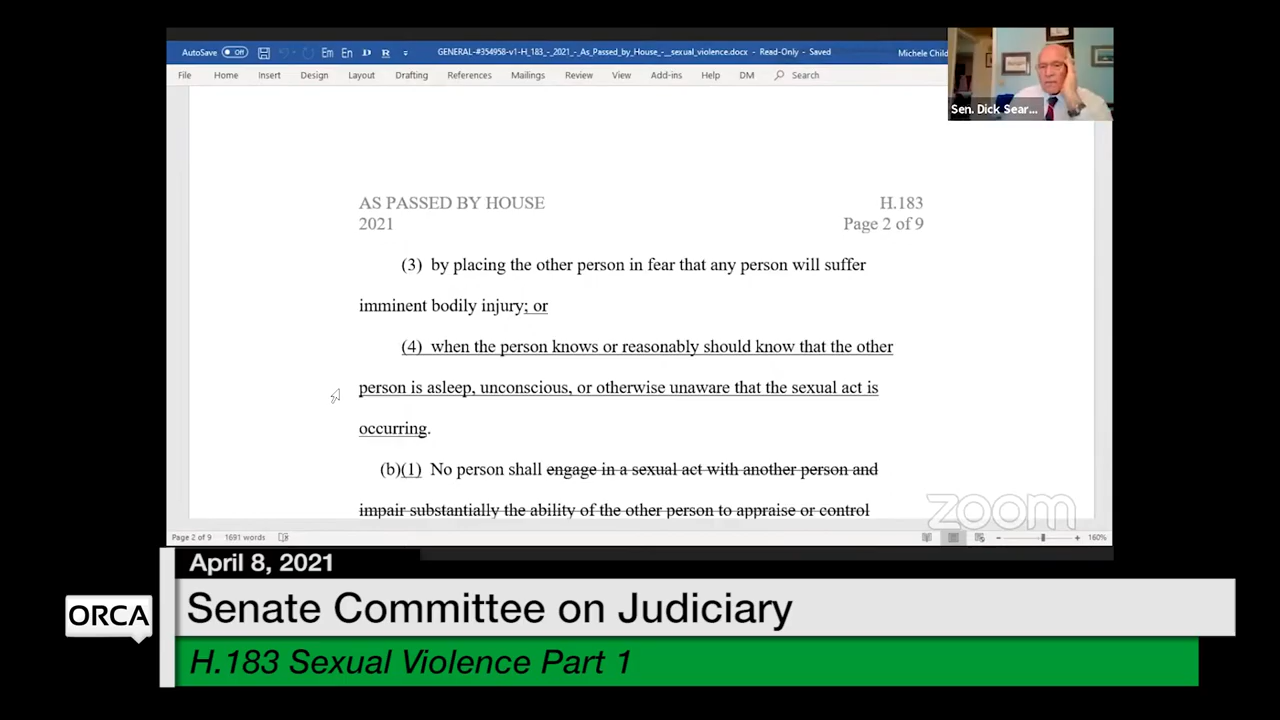 AutoSave Off Em En D R GENERAL-#354958-v1-H_183_-_2021_-_As_Passed_by_House_-__sexual_violence.docx - Read-Only - Saved Michele Child
File Home Insert Design Layout Drafting References Mailings Review View Add-ins Help DM Search
Sen. Dick Sear...
AS PASSED BY HOUSE H.183
2021 Page 2 of 9
(3) by placing the other person in fear that any person will suffer
imminent bodily injury; or
(4) when the person knows or reasonably should know that the other
person is asleep, unconscious, or otherwise unaware that the sexual act is
occurring.
(b)(1) No person shall engage in a sexual act with another person and
impair substantially the ability of the other person to appraise or control
zoom
Page 2 of 9 1691 words 160%
April 8, 2021
ORCA
Senate Committee on Judiciary
H.183 Sexual Violence Part 1